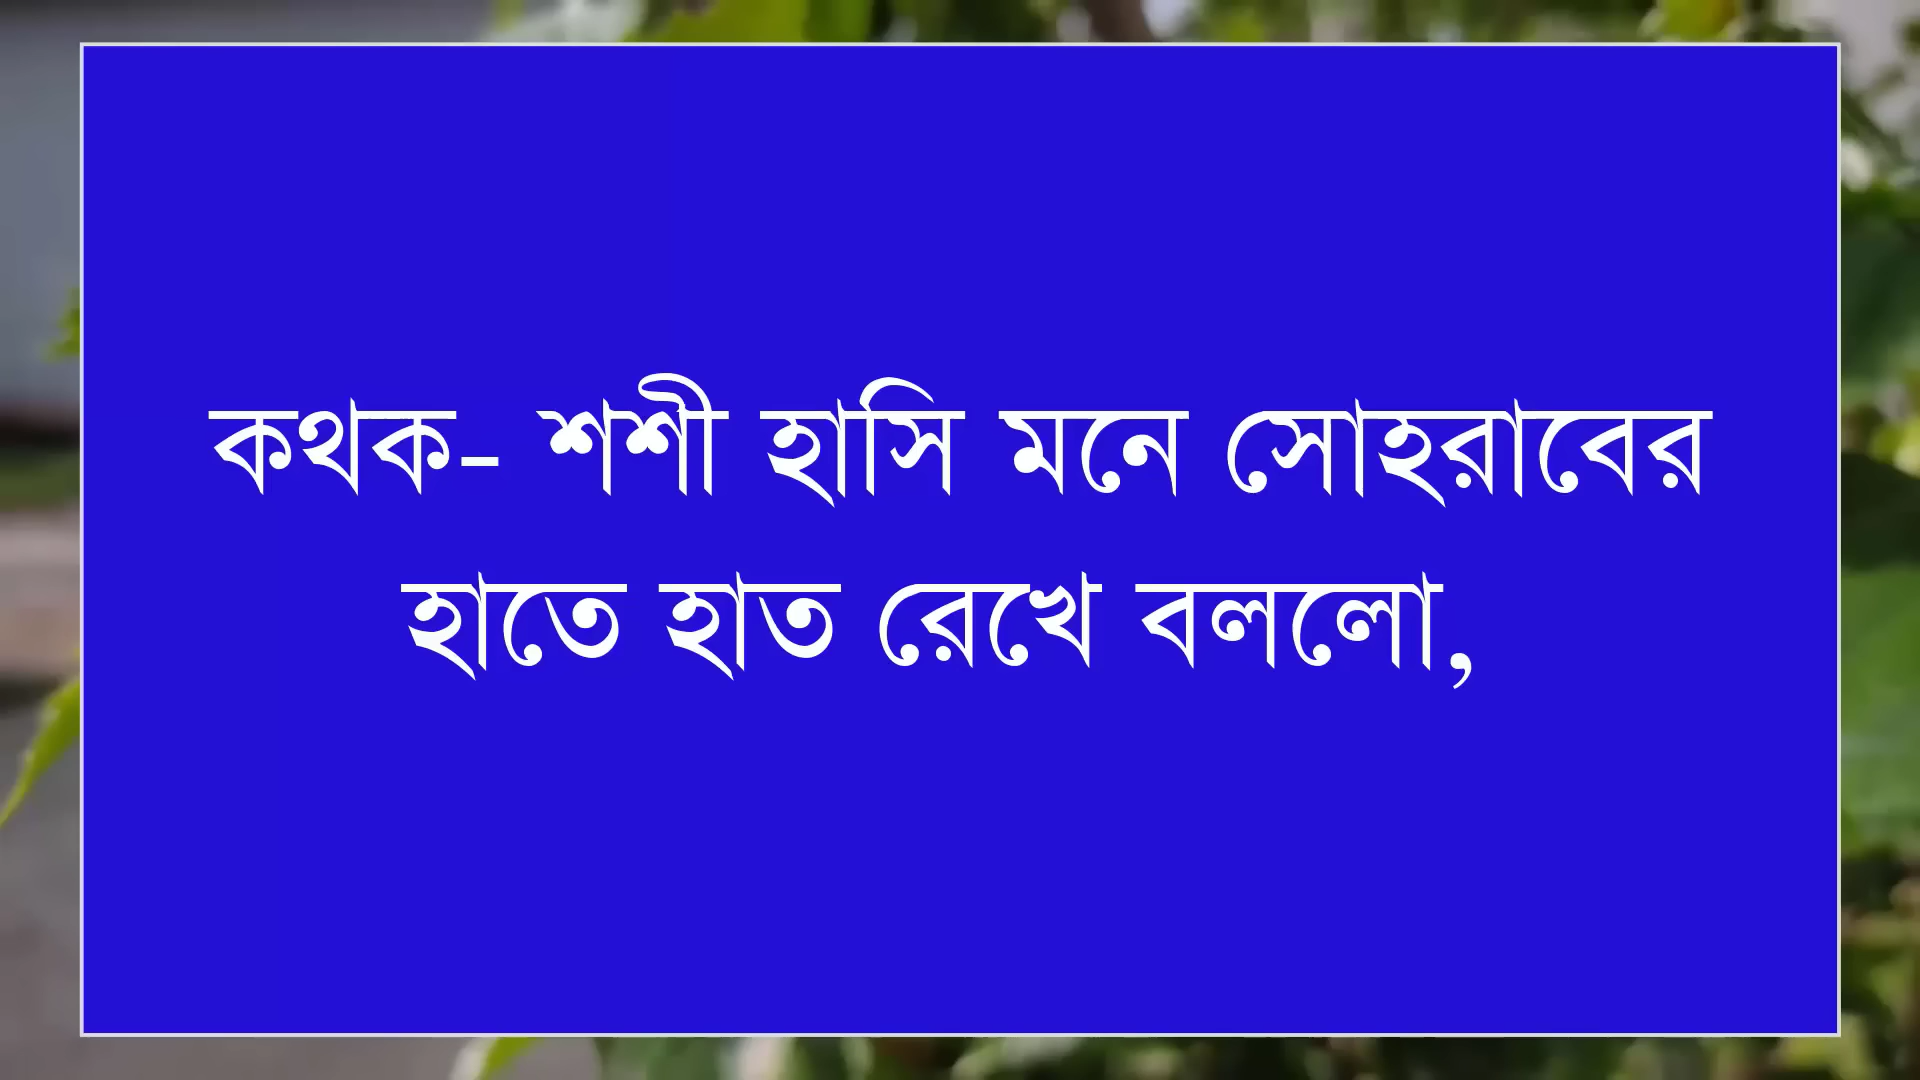 কথক- শশী হাসি মনে সোহরাবের
হাতে হাত রেখে বললো,